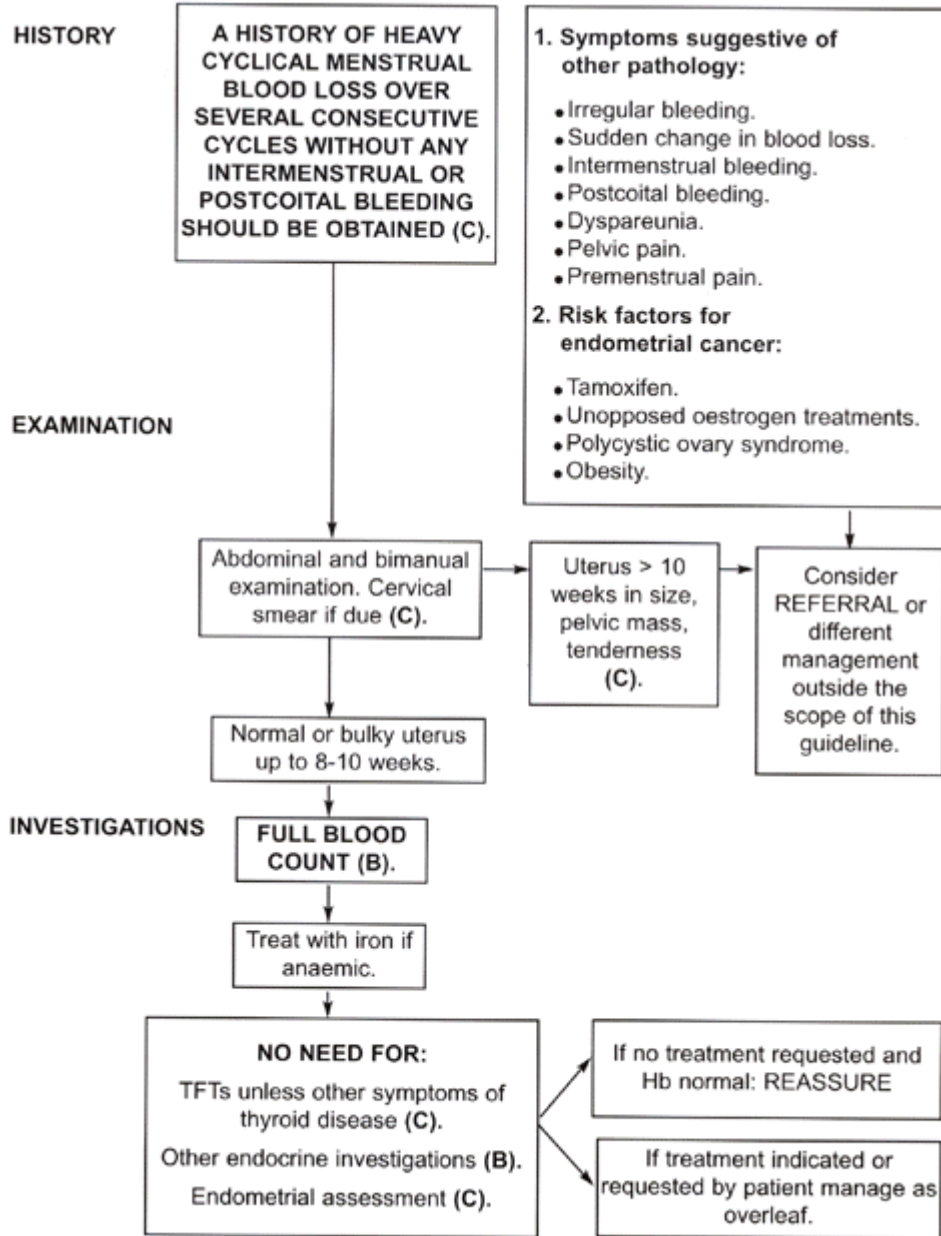 HISTORY
A HISTORY OF HEAVY
CYCLICAL MENSTRUAL
BLOOD LOSS OVER
SEVERAL CONSECUTIVE
CYCLES WITHOUT ANY
INTERMENSTRUAL OR
POSTCOITAL BLEEDING
SHOULD BE OBTAINED (C).
1. Symptoms suggestive of
other pathology:
• Irregular bleeding.
• Sudden change in blood loss.
• Intermenstrual bleeding.
• Postcoital bleeding.
• Dyspareunia.
• Pelvic pain.
• Premenstrual pain.
2. Risk factors for
endometrial cancer:
• Tamoxifen.
• Unopposed oestrogen treatments.
• Polycystic ovary syndrome.
• Obesity.
EXAMINATION
Abdominal and bimanual
examination. Cervical
smear if due (C).
Uterus > 10
weeks in size,
pelvic mass,
tenderness
(C).
Consider
REFERRAL or
different
management
outside the
scope of this
guideline.
Normal or bulky uterus
up to 8-10 weeks.
INVESTIGATIONS
FULL BLOOD
COUNT (B).
Treat with iron if
anaemic.
NO NEED FOR:
TFTs unless other symptoms of
thyroid disease (C).
Other endocrine investigations (B).
Endometrial assessment (C).
If no treatment requested and
Hb normal: REASSURE
If treatment indicated or
requested by patient manage as
overleaf.